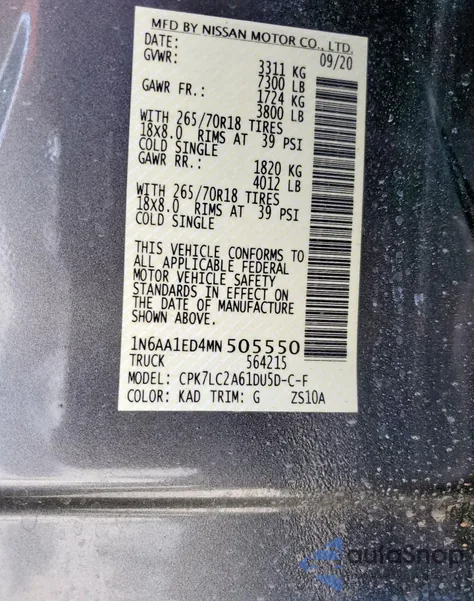 MFD BY NISSAN MOTOR CO., LTD.
DATE: 09/20
GVWR: 3311 KG
7300 LB
GAWR FR.: 1724 KG
3800 LB
WITH 265/70R18 TIRES
18X8.0 RIMS AT 39 PSI
COLD SINGLE
GAWR RR.: 1820 KG
4012 LB
WITH 265/70R18 TIRES
18X8.0 RIMS AT 39 PSI
COLD SINGLE
THIS VEHICLE CONFORMS TO
ALL APPLICABLE FEDERAL
MOTOR VEHICLE SAFETY
STANDARDS IN EFFECT ON
THE DATE OF MANUFACTURE
SHOWN ABOVE.
1N6AA1ED4MN505550
TRUCK 564215
MODEL: CPK7LC2A61DU5D-C-F
COLOR: KAD TRIM: G ZS10A
aufaSnap